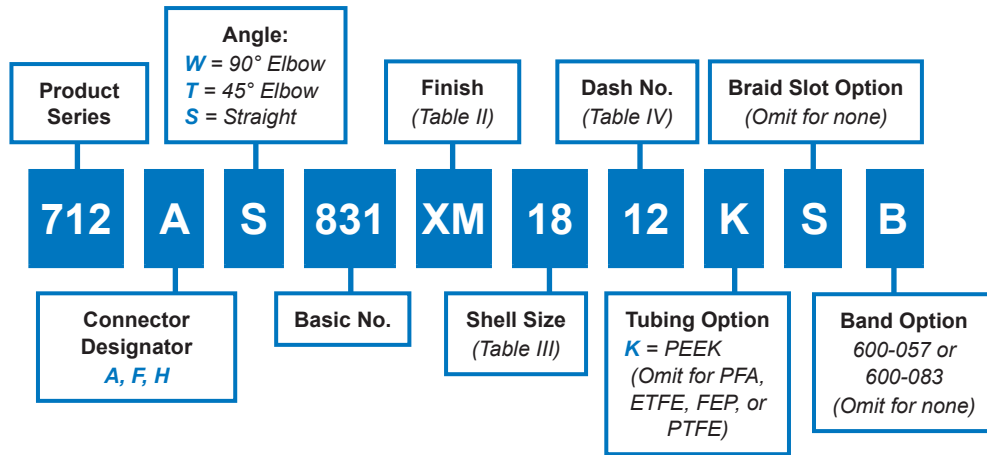 Angle:
W = 90° Elbow
T = 45° Elbow
S = Straight
Product
Series
Finish
(Table II)
Dash No.
(Table IV)
Braid Slot Option
(Omit for none)
712 A S 831 XM 18 12 K S B
Connector
Designator
A, F, H
Basic No.
Shell Size
(Table III)
Tubing Option
K = PEEK
(Omit for PFA,
ETFE, FEP, or
PTFE)
Band Option
600-057 or
600-083
(Omit for none)